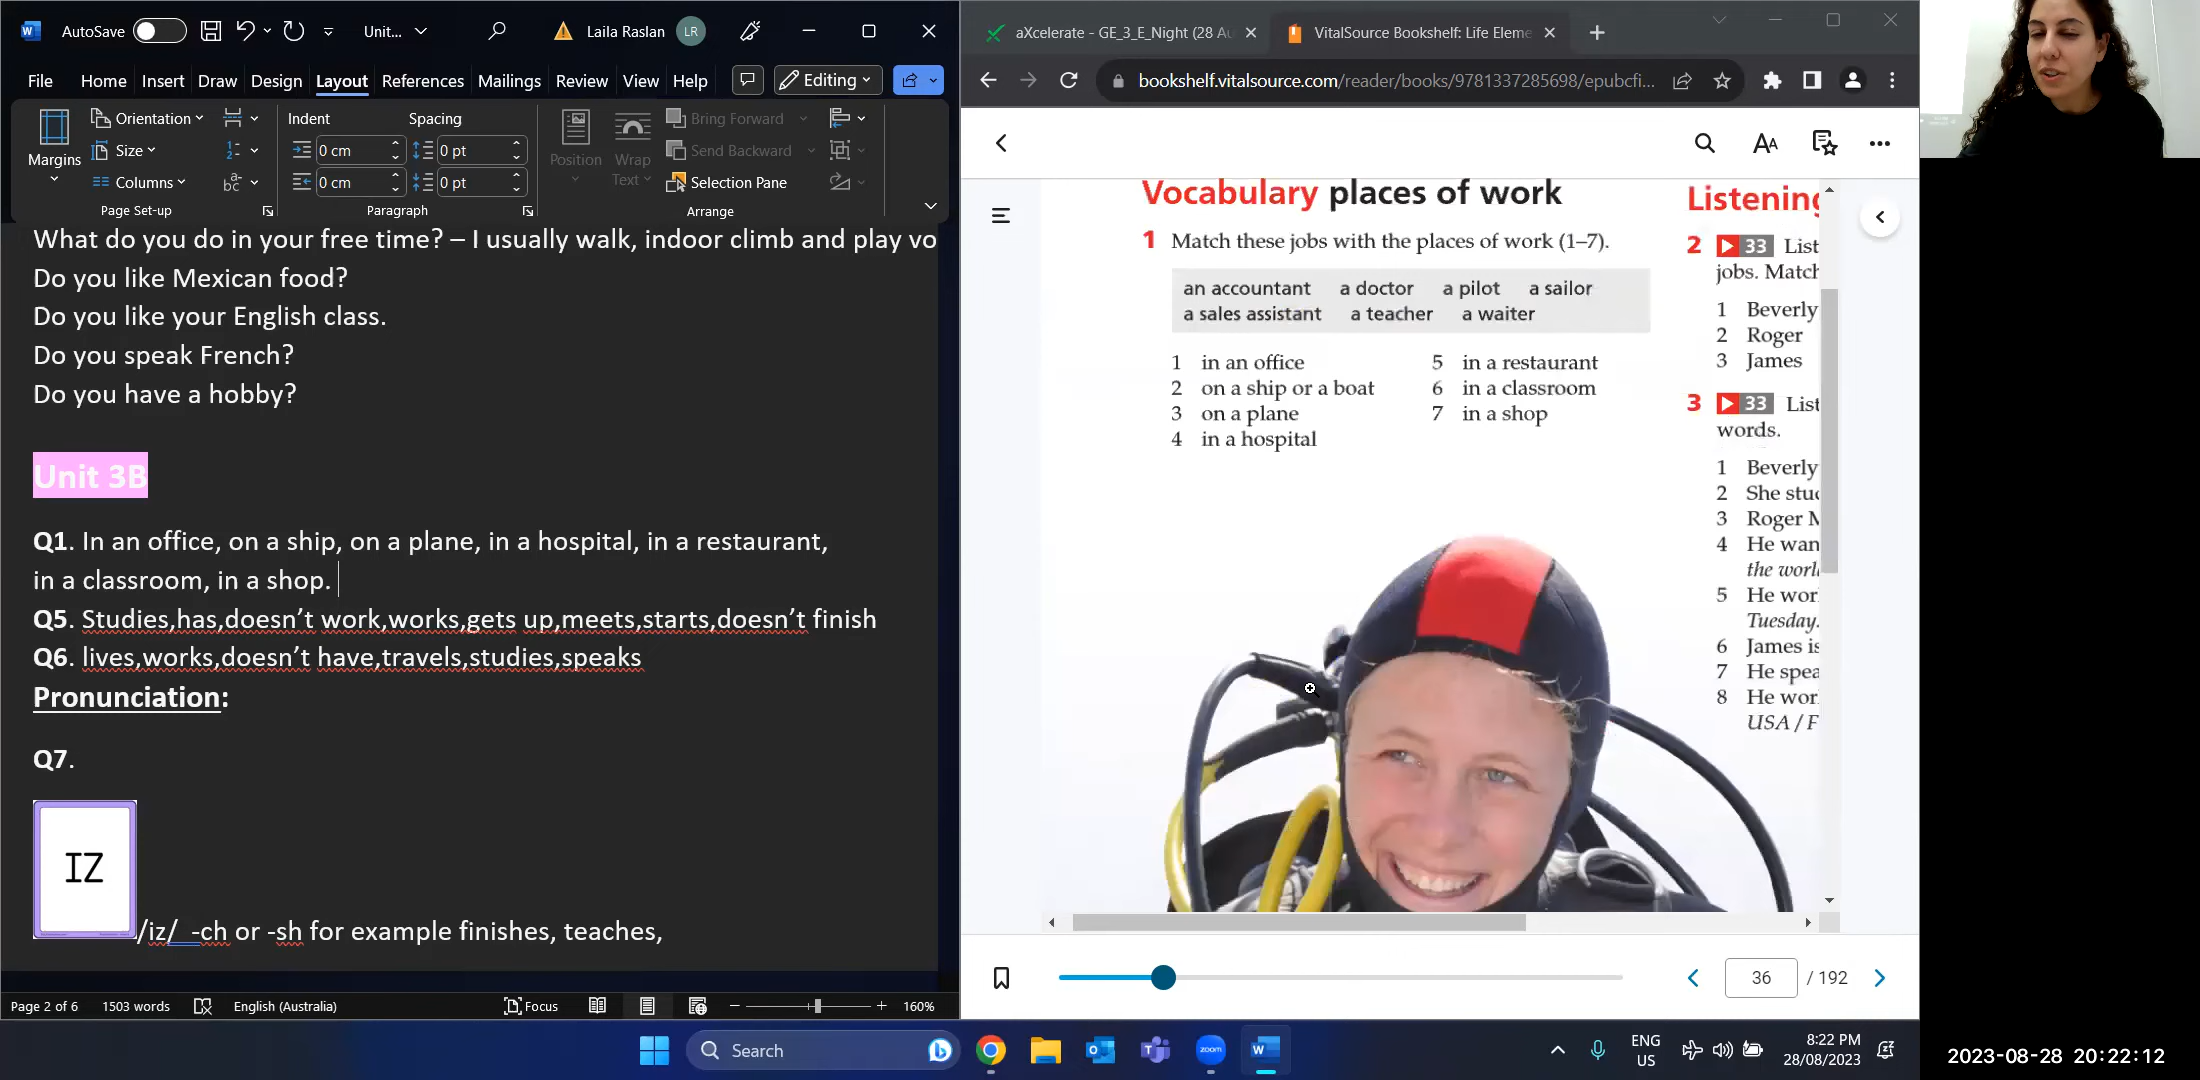 AutoSave
Unit...
Laila Raslan
LR
File Home Insert Draw Design Layout References Mailings Review View Help
Editing
Margins
Orientation
Size
Columns
Page Set-up
Indent
Spacing
0 cm
0 pt
0 cm
0 pt
Paragraph
Position
Wrap Text
Bring Forward
Send Backward
Selection Pane
Arrange
What do you do in your free time? – I usually walk, indoor climb and play vo
Do you like Mexican food?
Do you like your English class.
Do you speak French?
Do you have a hobby?
Unit 3B
Q1. In an office, on a ship, on a plane, in a hospital, in a restaurant,
in a classroom, in a shop.
Q5. Studies,has,doesn’t work,works,gets up,meets,starts,doesn’t finish
Q6. lives,works,doesn’t have,travels,studies,speaks
Pronunciation:
Q7.
IZ
/iz/ -ch or -sh for example finishes, teaches,
Page 2 of 6
1503 words
English (Australia)
Focus
160%
aXcelerate - GE_3_E_Night (28 Au
VitalSource Bookshelf: Life Eleme
bookshelf.vitalsource.com/reader/books/9781337285698/epubcfi...
Vocabulary places of work
1 Match these jobs with the places of work (1–7).
an accountant a doctor a pilot a sailor
a sales assistant a teacher a waiter
1 in an office
2 on a ship or a boat
3 on a plane
4 in a hospital
5 in a restaurant
6 in a classroom
7 in a shop
Listening
2 33 List
jobs. Match
1 Beverly
2 Roger
3 James
3 33 List
words.
1 Beverly
2 She stud
3 Roger M
4 He wan
the worl
5 He wor
Tuesday.
6 James is
7 He spea
8 He wor
USA / F
36 / 192
Search
zoom
ENG
US
8:22 PM
28/08/2023
2023-08-28 20:22:12